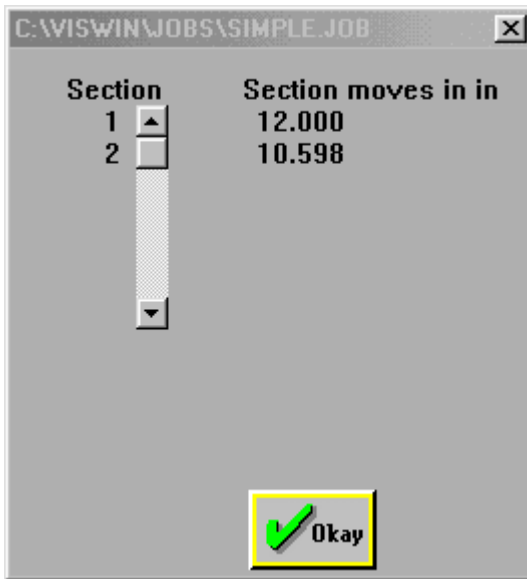 C:\VISWIN\JOBS\SIMPLE.JOB
Section Section moves in in
1 12.000
2 10.598
Okay